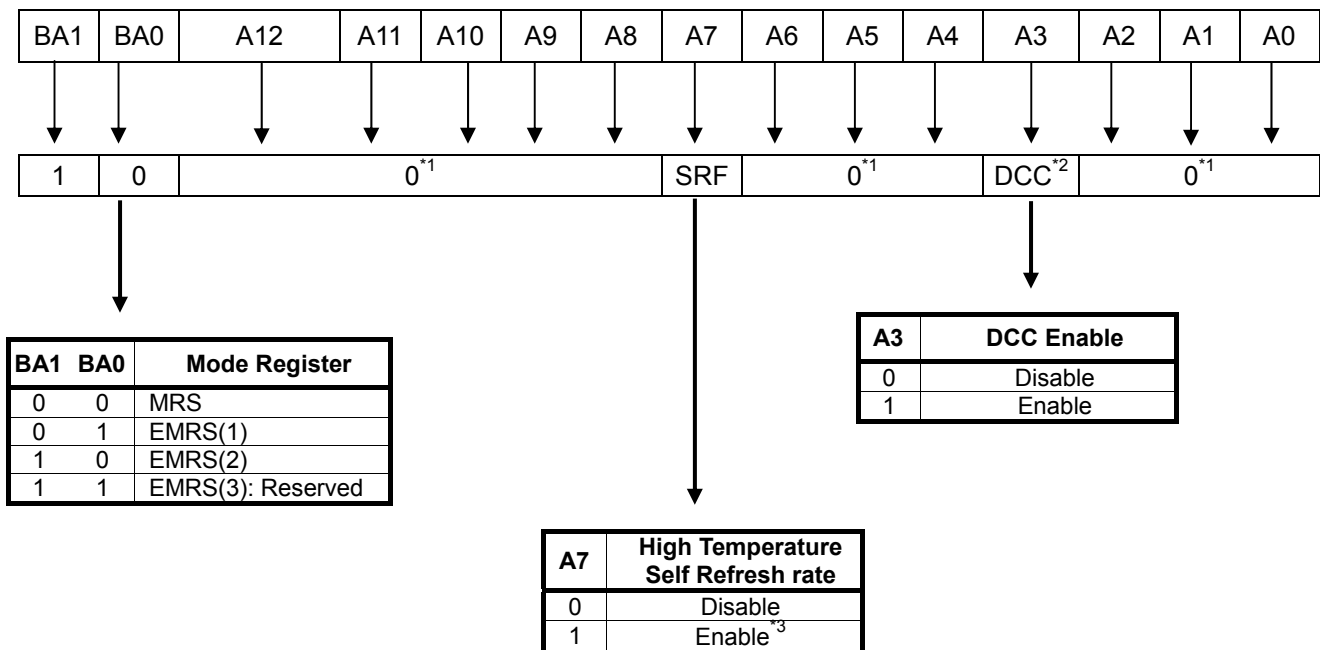 BA1 BA0 A12 A11 A10 A9 A8 A7 A6 A5 A4 A3 A2 A1 A0
1 0 0*1 SRF 0*1 DCC*2 0*1
BA1 BA0 Mode Register
0 0 MRS
0 1 EMRS(1)
1 0 EMRS(2)
1 1 EMRS(3): Reserved
A3 DCC Enable
0 Disable
1 Enable
A7 High Temperature
Self Refresh rate
0 Disable
1 Enable*3